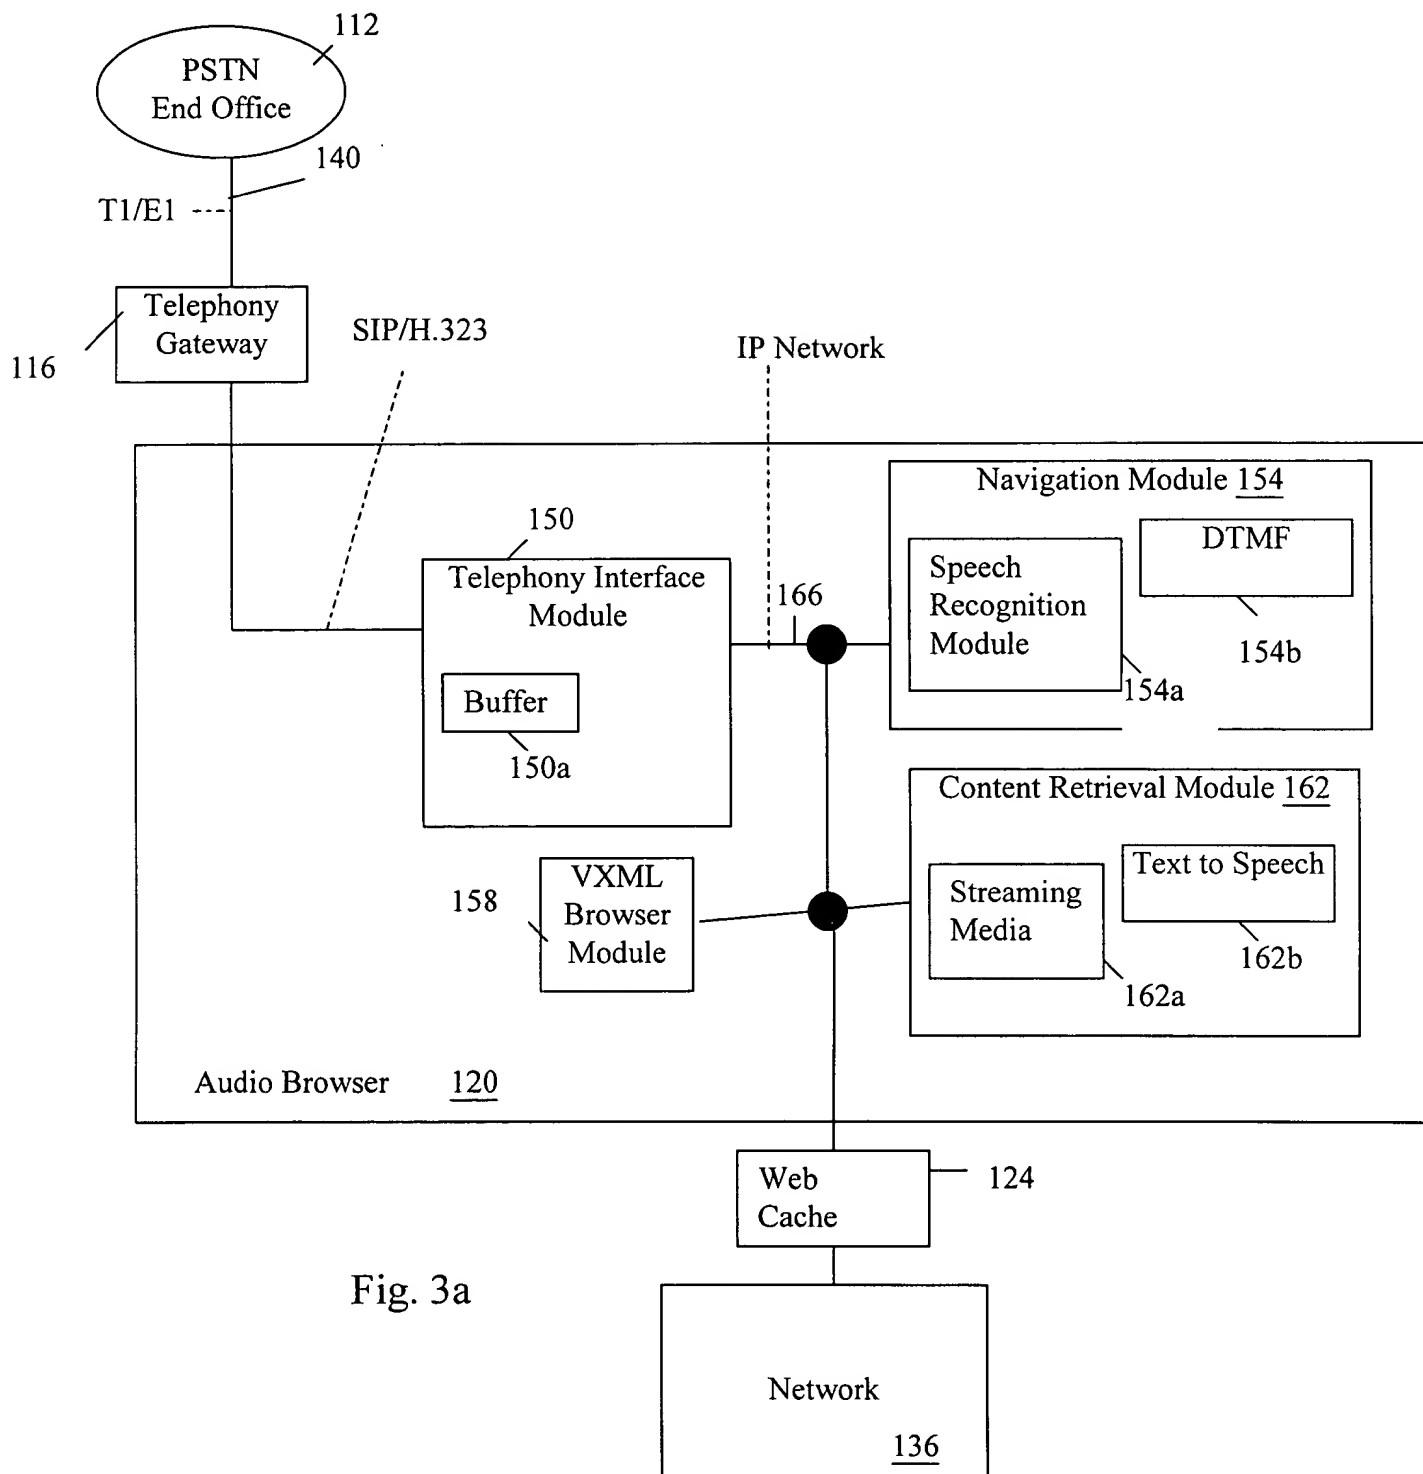 112
PSTN
End Office
140
T1/E1
Telephony
Gateway
116
SIP/H.323
IP Network
Navigation Module 154
DTMF
Speech
Recognition
Module
154b
154a
150
Telephony Interface
Module
166
Buffer
150a
Content Retrieval Module 162
Text to Speech
Streaming
Media
162b
162a
VXML
Browser
Module
158
Audio Browser 120
Web
Cache
124
Fig. 3a
Network
136